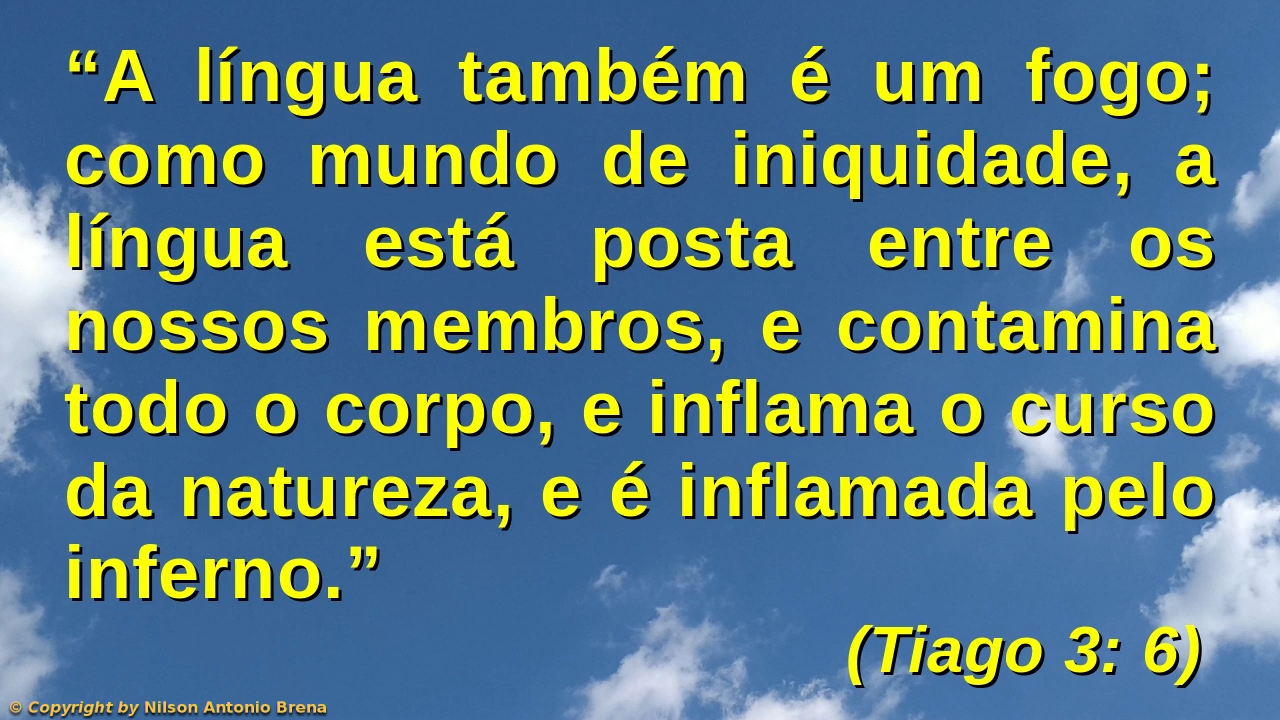 “A língua também é um fogo;
como mundo de iniquidade, a
língua está posta entre os
nossos membros, e contamina
todo o corpo, e inflama o curso
da natureza, e é inflamada pelo
inferno.”
(Tiago 3: 6)
© Copyright by Nilson Antonio Brena